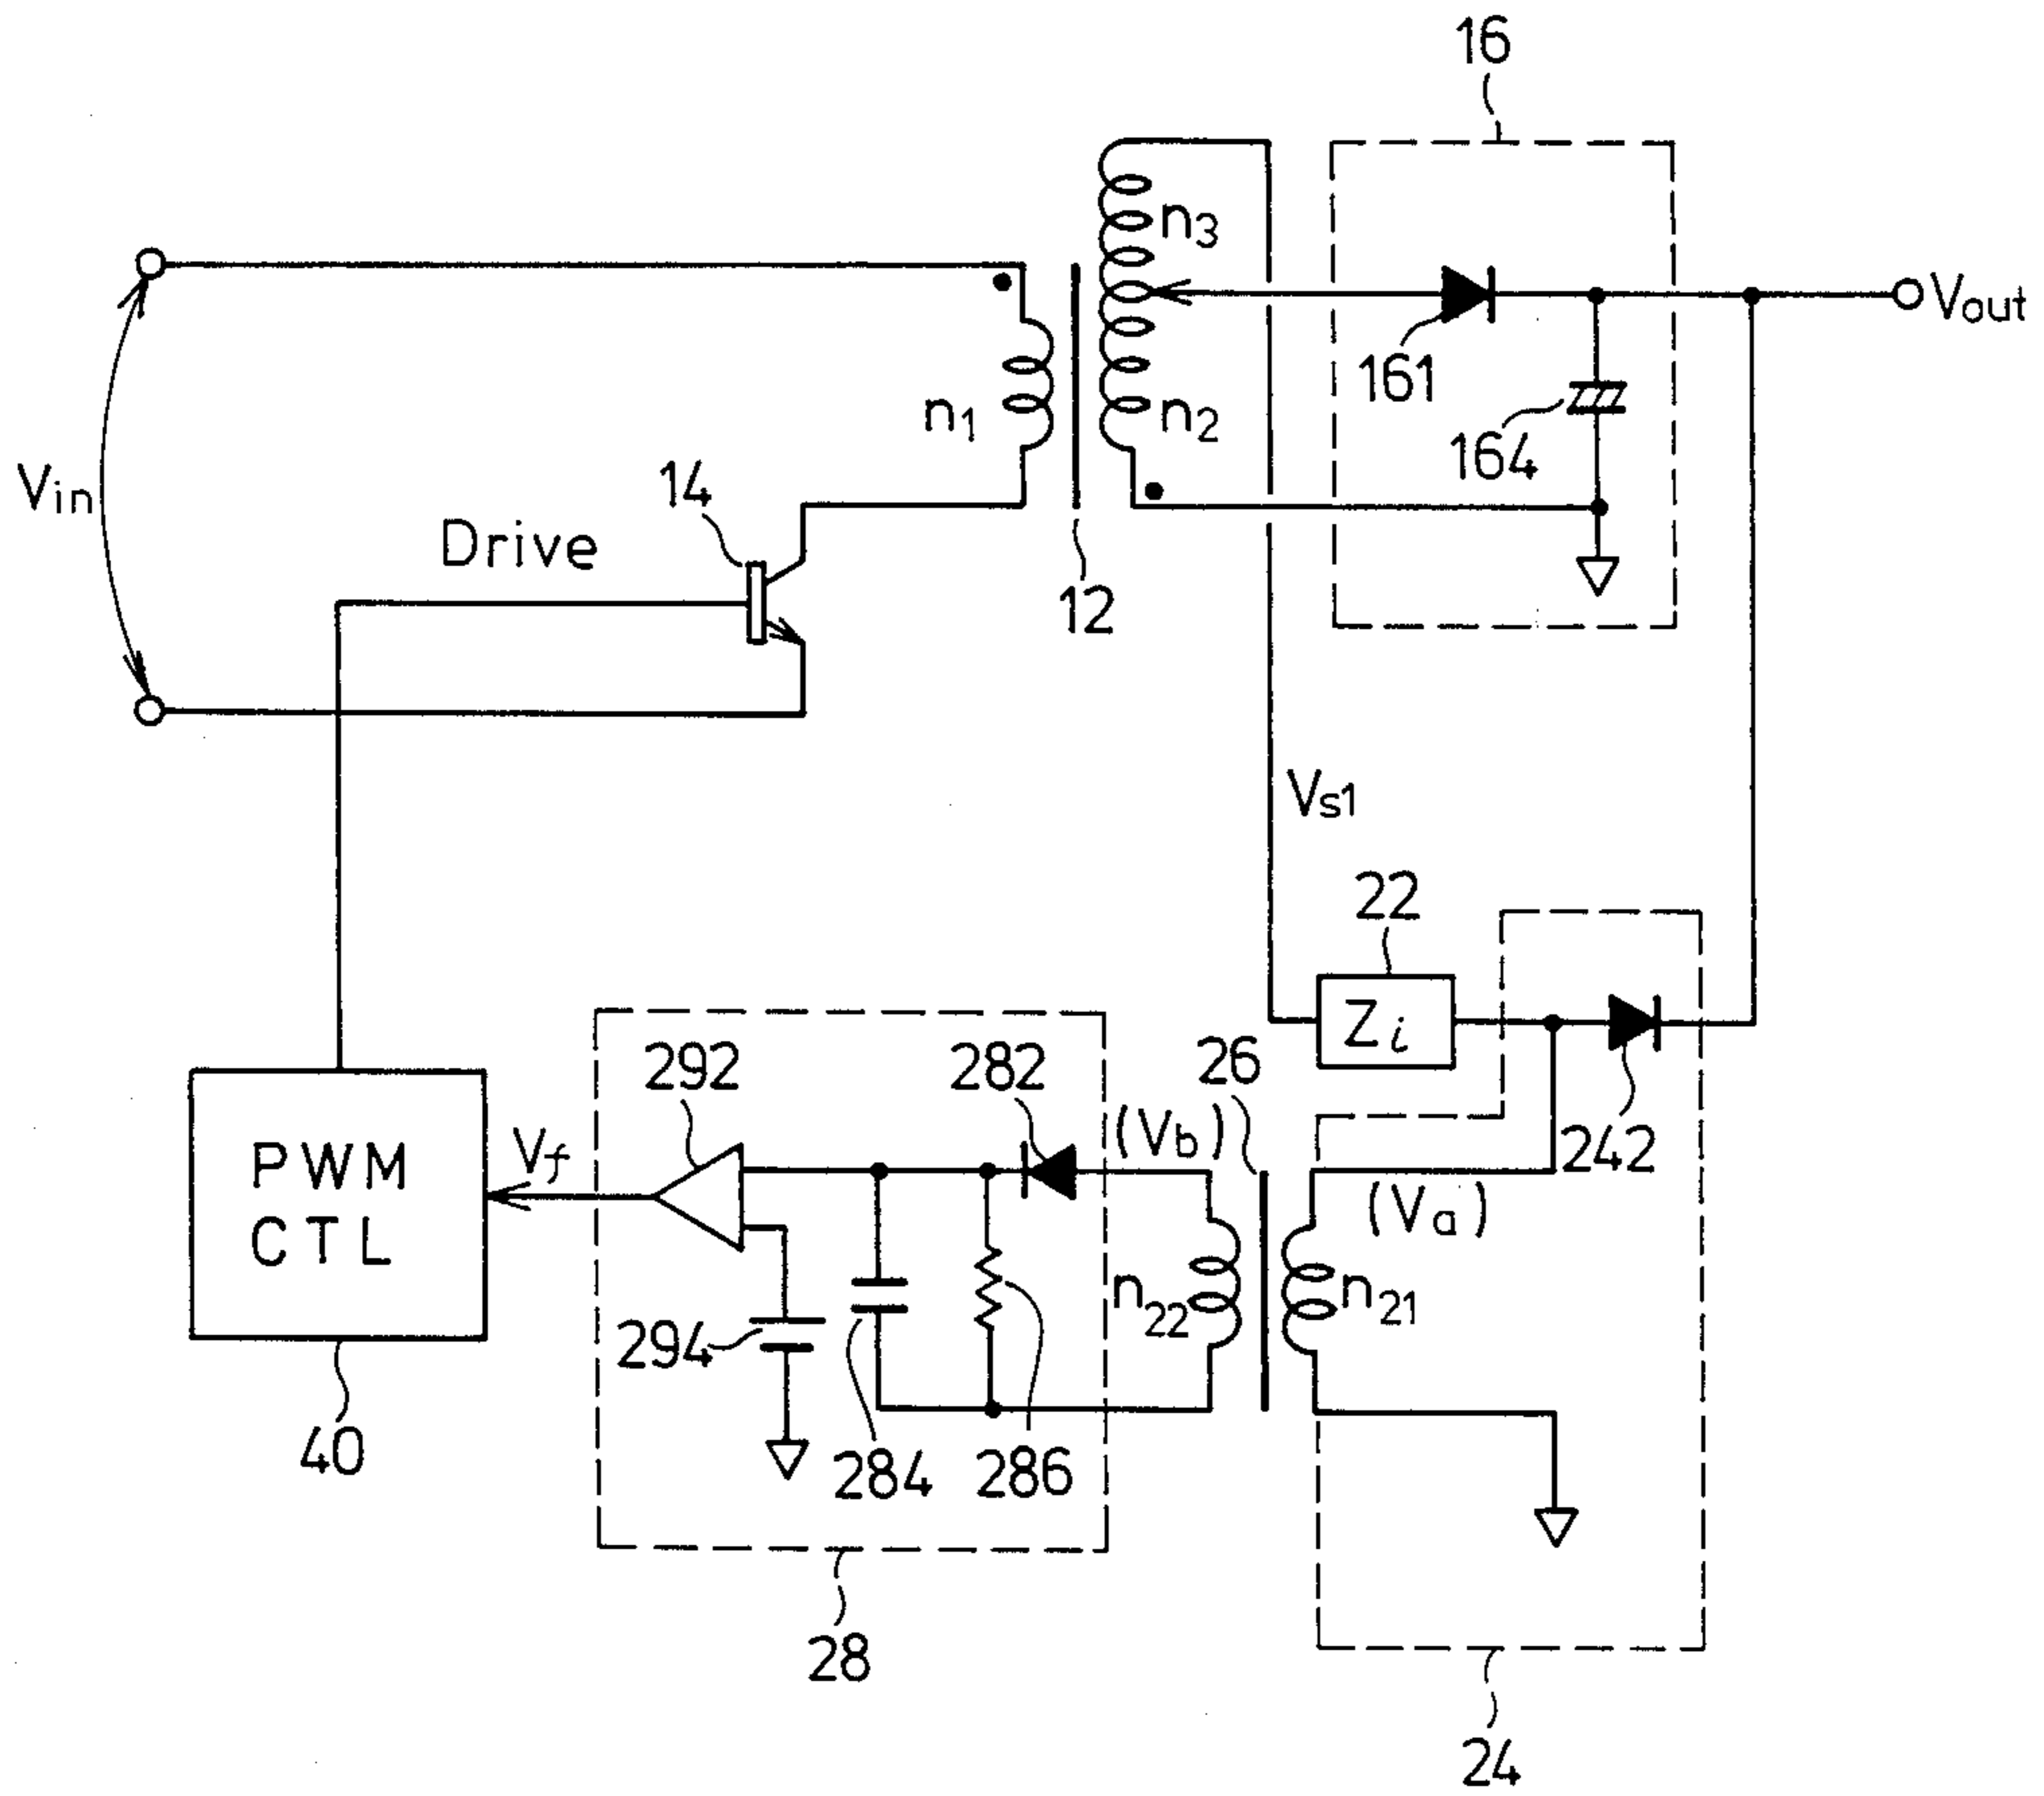 16
n3
Vout
161
n1
n2
164
14
Vin
Drive
12
Vs1
22
Zi
292
282
26
(Vb)
242
PWM
CTL
Vf
(Va)
n22
n21
294
40
284
286
28
24